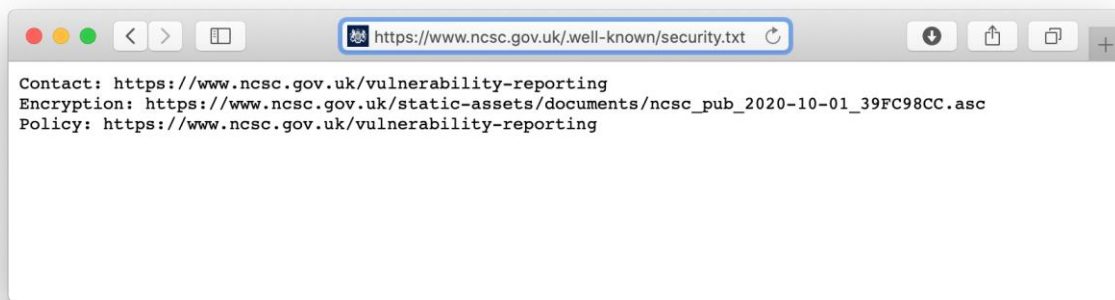 https://www.ncsc.gov.uk/.well-known/security.txt
Contact: https://www.ncsc.gov.uk/vulnerability-reporting
Encryption: https://www.ncsc.gov.uk/static-assets/documents/ncsc_pub_2020-10-01_39FC98CC.asc
Policy: https://www.ncsc.gov.uk/vulnerability-reporting